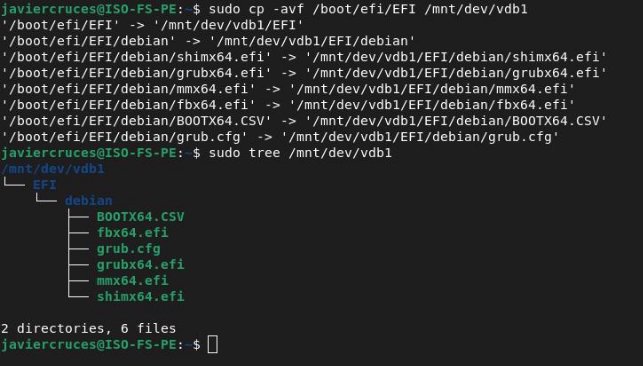 javiercruces@ISO-FS-PE:~$ sudo cp -avf /boot/efi/EFI /mnt/dev/vdb1
'/boot/efi/EFI' -> '/mnt/dev/vdb1/EFI'
'/boot/efi/EFI/debian' -> '/mnt/dev/vdb1/EFI/debian'
'/boot/efi/EFI/debian/shimx64.efi' -> '/mnt/dev/vdb1/EFI/debian/shimx64.efi'
'/boot/efi/EFI/debian/grubx64.efi' -> '/mnt/dev/vdb1/EFI/debian/grubx64.efi'
'/boot/efi/EFI/debian/mmx64.efi' -> '/mnt/dev/vdb1/EFI/debian/mmx64.efi'
'/boot/efi/EFI/debian/fbx64.efi' -> '/mnt/dev/vdb1/EFI/debian/fbx64.efi'
'/boot/efi/EFI/debian/BOOTX64.CSV' -> '/mnt/dev/vdb1/EFI/debian/BOOTX64.CSV'
'/boot/efi/EFI/debian/grub.cfg' -> '/mnt/dev/vdb1/EFI/debian/grub.cfg'
javiercruces@ISO-FS-PE:~$ sudo tree /mnt/dev/vdb1
/mnt/dev/vdb1
└── EFI
    └── debian
        ├── BOOTX64.CSV
        ├── fbx64.efi
        ├── grub.cfg
        ├── grubx64.efi
        ├── mmx64.efi
        └── shimx64.efi

2 directories, 6 files
javiercruces@ISO-FS-PE:~$